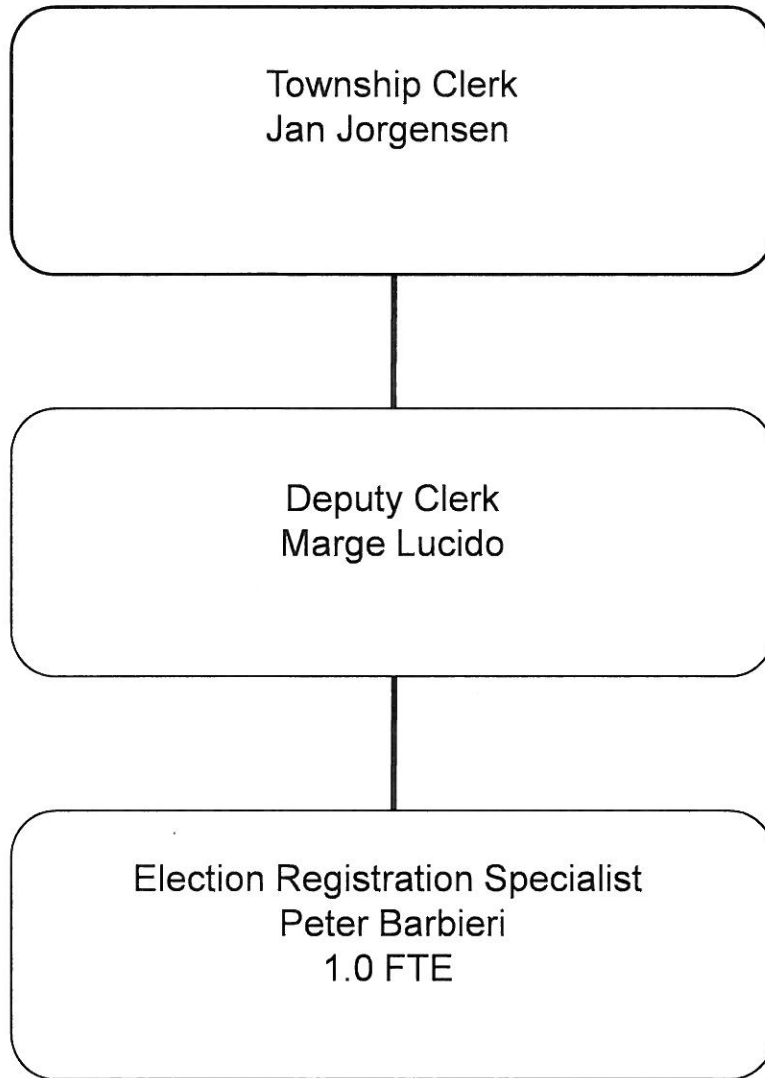 Township Clerk
Jan Jorgensen
Deputy Clerk
Marge Lucido
Election Registration Specialist
Peter Barbieri
1.0 FTE